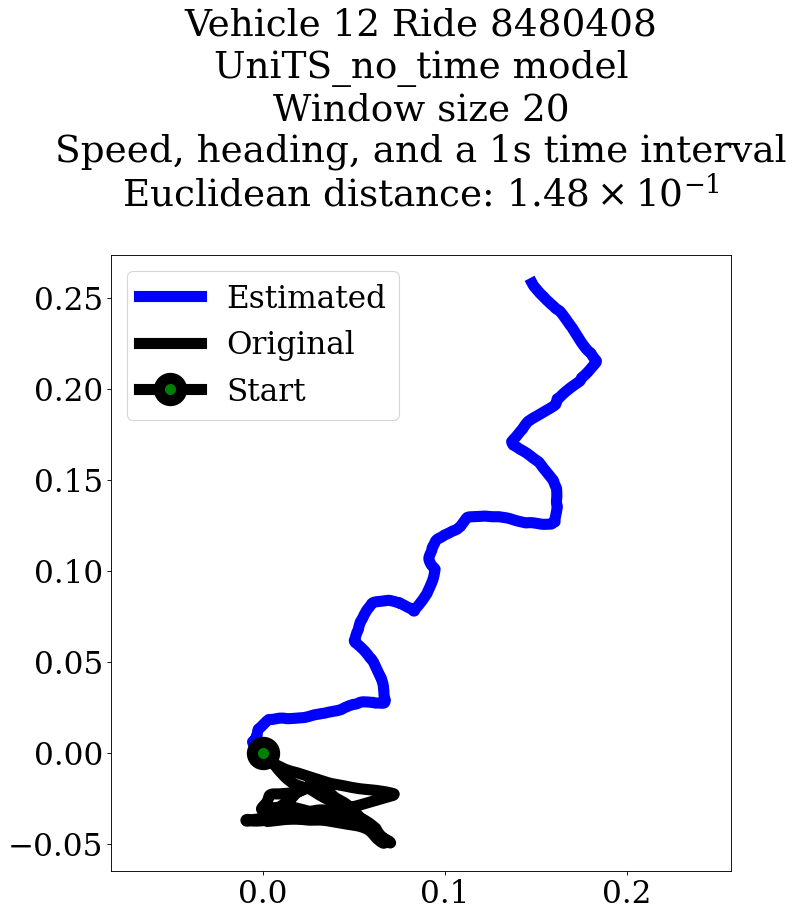 Vehicle 12 Ride 8480408
UniTS_no_time model
Window size 20
Speed, heading, and a 1s time interval
Euclidean distance: $1.48 \times 10^{-1}$
Estimated
Original
Start
0.25
0.20
0.15
0.10
0.05
0.00
−0.05
0.0 0.1 0.2